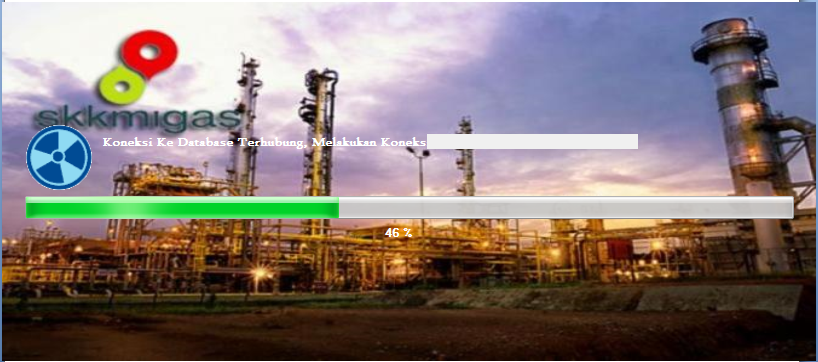 skkmigas
Koneksi Ke Database Terhubung, Melakukan Koneks
46 %